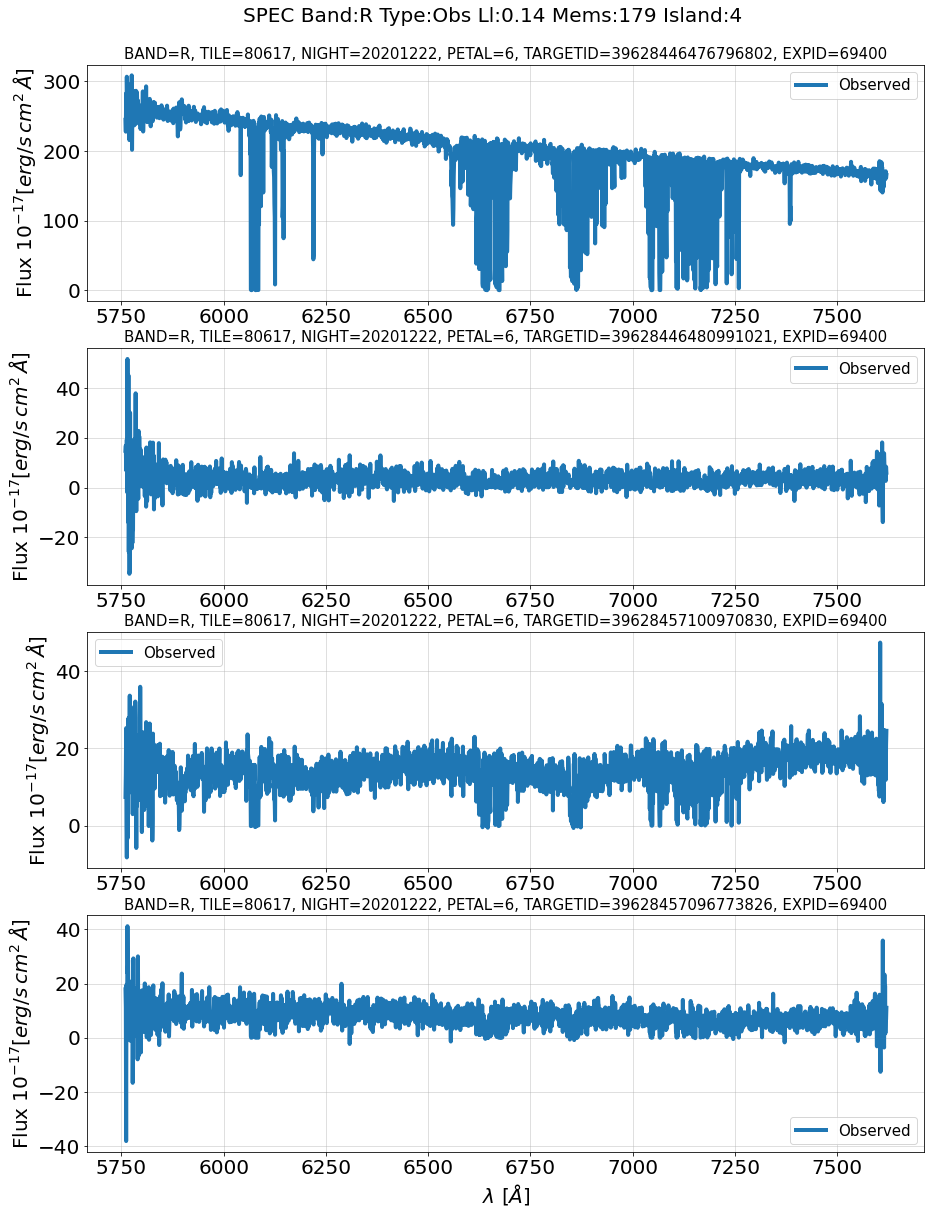 SPEC Band:R Type:Obs Ll:0.14 Mems:179 Island:4
BAND=R, TILE=80617, NIGHT=20201222, PETAL=6, TARGETID=39628446476796802, EXPID=69400
Flux 10⁻¹⁷[erg/s cm² Å]
300
200
100
0
Observed
5750 6000 6250 6500 6750 7000 7250 7500
BAND=R, TILE=80617, NIGHT=20201222, PETAL=6, TARGETID=39628446480991021, EXPID=69400
Flux 10⁻¹⁷[erg/s cm² Å]
40
20
0
−20
Observed
5750 6000 6250 6500 6750 7000 7250 7500
BAND=R, TILE=80617, NIGHT=20201222, PETAL=6, TARGETID=39628457100970830, EXPID=69400
Flux 10⁻¹⁷[erg/s cm² Å]
40
20
0
Observed
5750 6000 6250 6500 6750 7000 7250 7500
BAND=R, TILE=80617, NIGHT=20201222, PETAL=6, TARGETID=39628457096773826, EXPID=69400
Flux 10⁻¹⁷[erg/s cm² Å]
40
20
0
−20
−40
Observed
5750 6000 6250 6500 6750 7000 7250 7500
λ [Å]